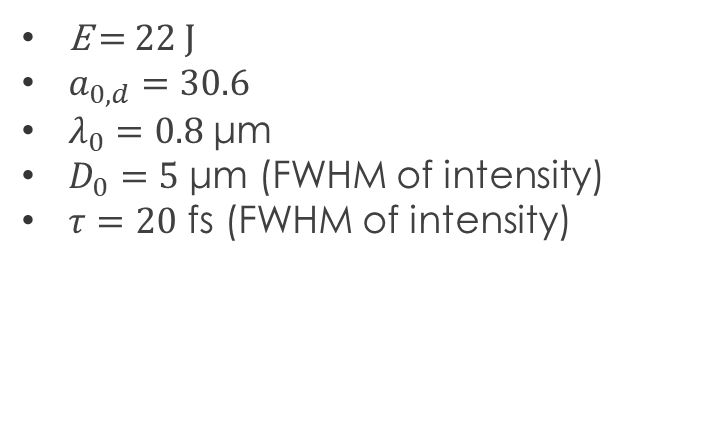 • E = 22 J
• a₀,d = 30.6
• λ₀ = 0.8 μm
• D₀ = 5 μm (FWHM of intensity)
• τ = 20 fs (FWHM of intensity)